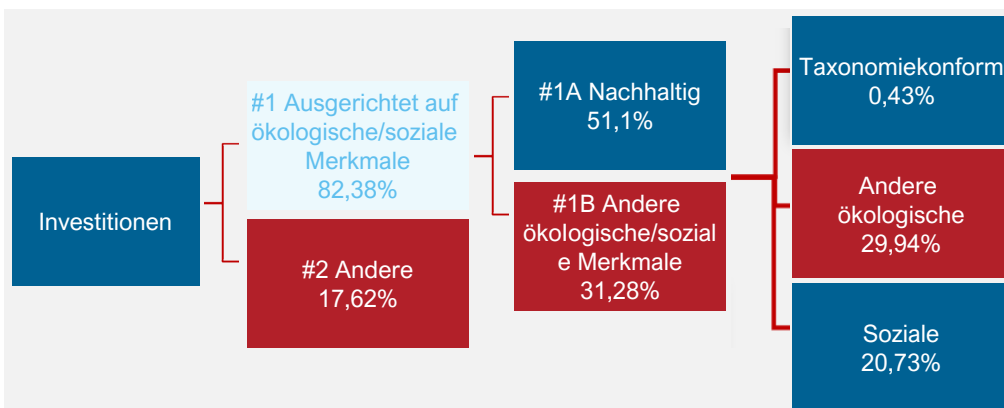 Investitionen
#1 Ausgerichtet auf
ökologische/soziale
Merkmale
82,38%
#2 Andere
17,62%
#1A Nachhaltig
51,1%
#1B Andere
ökologische/sozial
e Merkmale
31,28%
Taxonomiekonform
0,43%
Andere
ökologische
29,94%
Soziale
20,73%